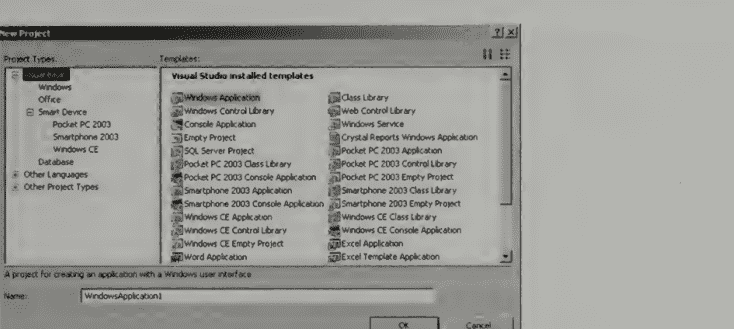 New Project
Project Types:
Templates:
Visual Basic
Windows
Office
Smart Device
Pocket PC 2003
Smartphone 2003
Windows CE
Database
Other Languages
Other Project Types
Visual Studio installed templates
Windows Application
Class Library
Windows Control Library
Web Control Library
Console Application
Windows Service
Empty Project
Crystal Reports Windows Application
SQL Server Project
Pocket PC 2003 Application
Pocket PC 2003 Class Library
Pocket PC 2003 Control Library
Pocket PC 2003 Console Application
Pocket PC 2003 Empty Project
Smartphone 2003 Application
Smartphone 2003 Class Library
Smartphone 2003 Console Application
Smartphone 2003 Empty Project
Windows CE Application
Windows CE Class Library
Windows CE Control Library
Windows CE Console Application
Windows CE Empty Project
Excel Application
Word Application
Excel Template Application
A project for creating an application with a Windows user interface
Name:
WindowsApplication1
OK
Cancel